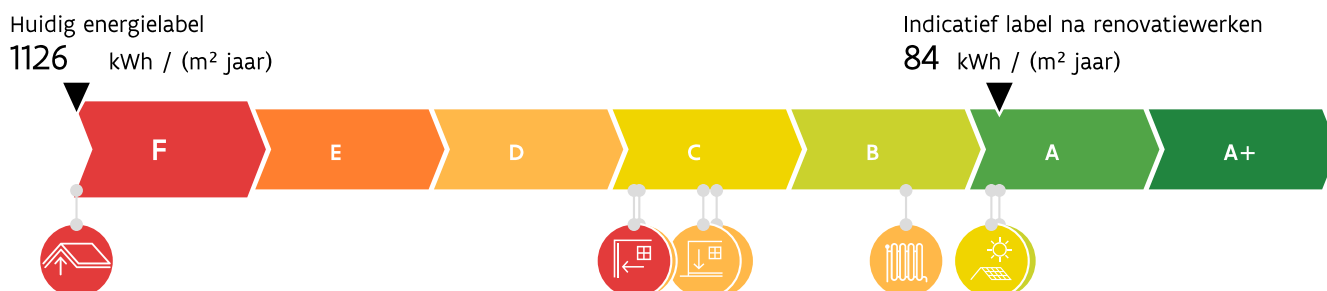 Huidig energielabel
1126 kWh / (m² jaar)
Indicatief label na renovatiewerken
84 kWh / (m² jaar)
F E D C B A A+